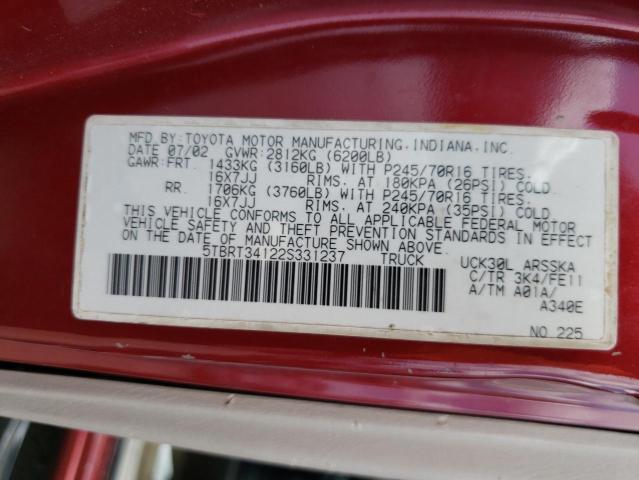 MFD.BY:TOYOTA MOTOR MANUFACTURING.INDIANA.INC.
DATE 07/02 GVWR:2812KG (6200LB)
GAWR:FRT. 1433KG (3160LB) WITH P245/70R16 TIRES.
16X7JJ RIMS. AT 180KPA (26PSI) COLD
RR. 1706KG (3760LB) WITH P245/70R16 TIRES.
16X7JJ RIMS. AT 240KPA (35PSI) COLD.
THIS VEHICLE CONFORMS TO ALL APPLICABLE FEDERAL MOTOR
VEHICLE SAFETY AND THEFT PREVENTION STANDARDS IN EFFECT
ON THE DATE OF MANUFACTURE SHOWN ABOVE.
5TBRT34122S331237 TRUCK
UCK30L ARSSKA
C/TR 3K4/FE11
A/TM A01A/
A340E
NO.225